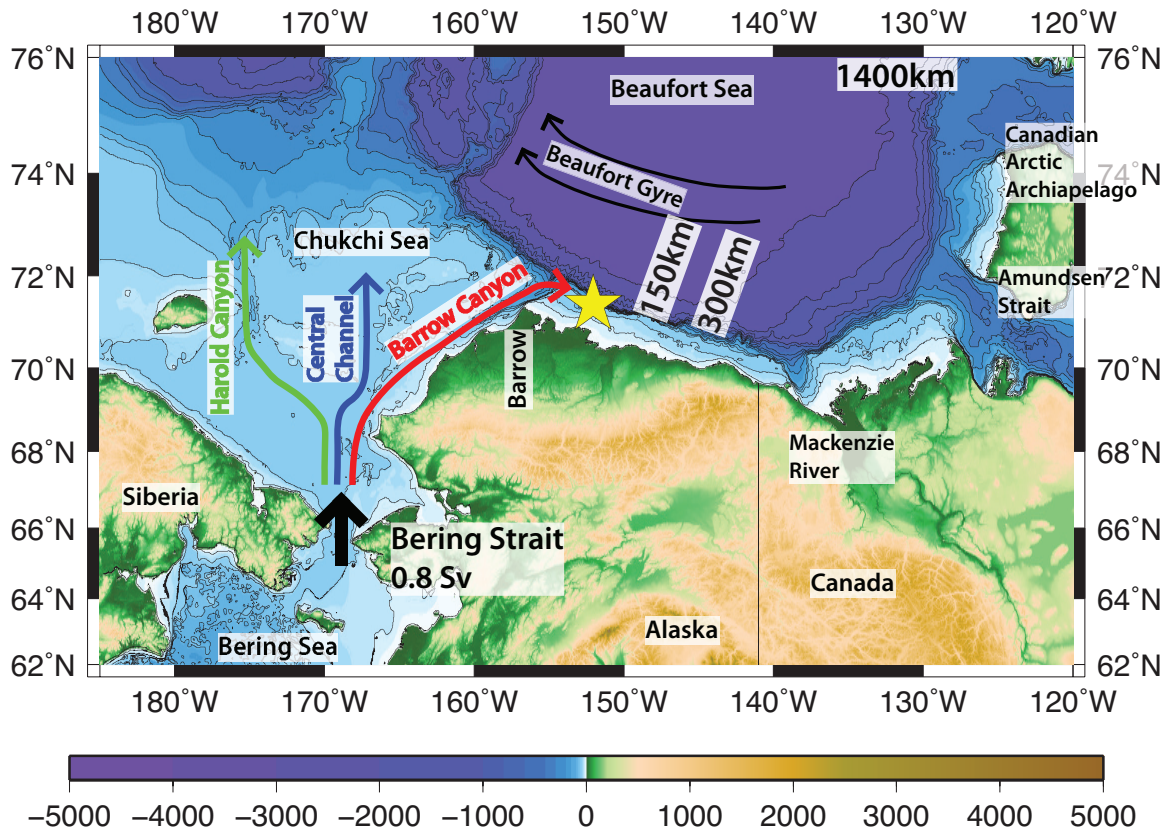 180˚W 170˚W 160˚W 150˚W 140˚W 130˚W 120˚W
76˚N 76˚N
1400km
Beaufort Sea
Canadian
Arctic
Archiapelago
74˚N 74˚N
Beaufort Gyre
Chukchi Sea
150km
300km
72˚N 72˚N
Amundsen
Strait
Harold Canyon
Central
Channel
Barrow Canyon
Barrow
70˚N 70˚N
68˚N 68˚N
Mackenzie
River
Siberia
66˚N 66˚N
Bering Strait
0.8 Sv
Canada
64˚N 64˚N
Alaska
Bering Sea
62˚N 62˚N
180˚W 170˚W 160˚W 150˚W 140˚W 130˚W 120˚W
−5000 −4000 −3000 −2000 −1000 0 1000 2000 3000 4000 5000